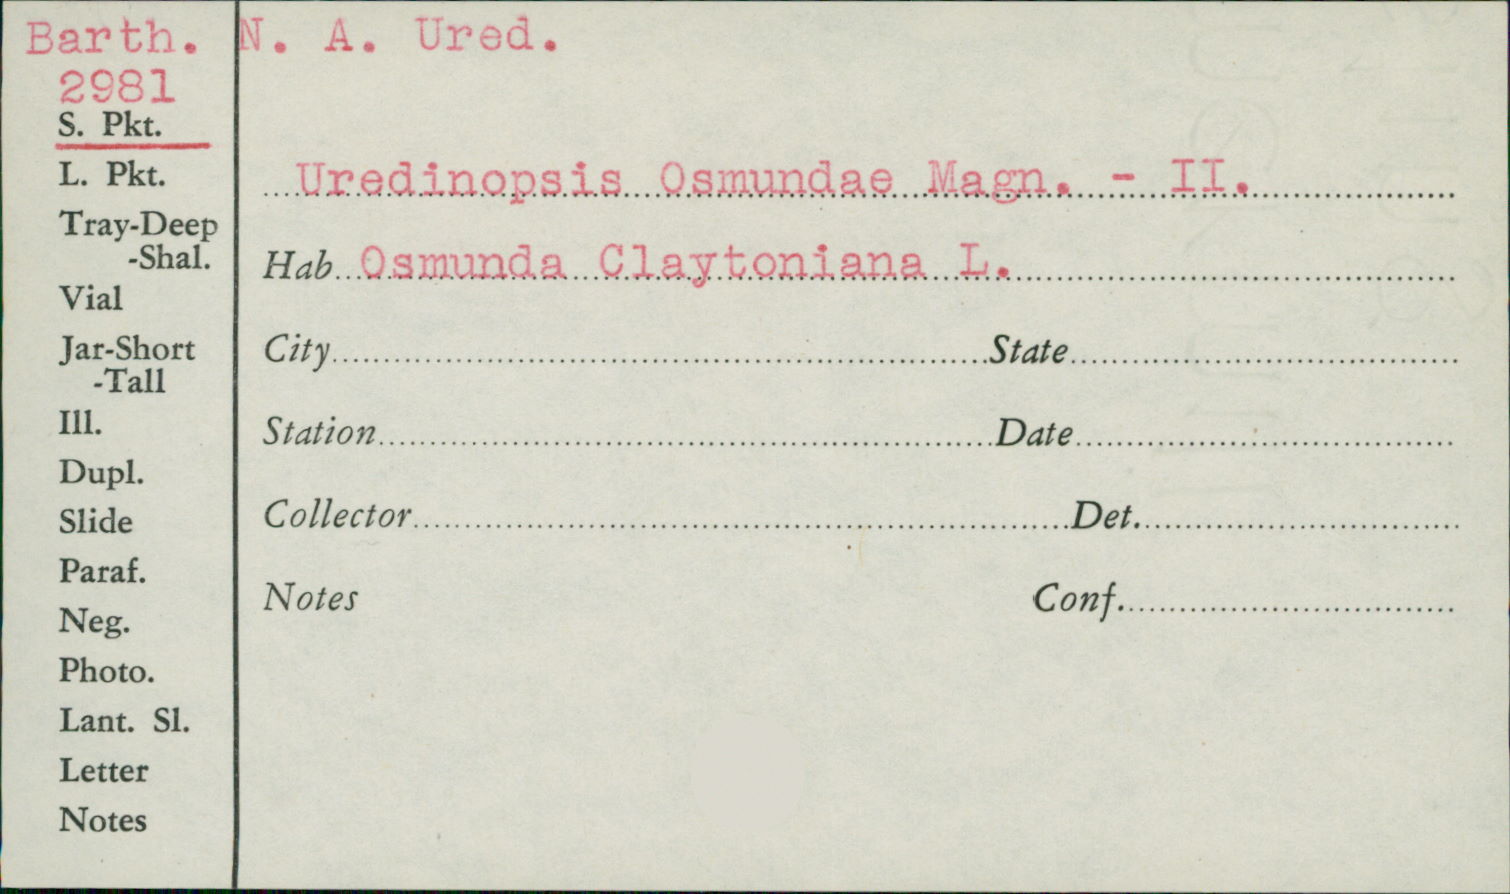 Barth. N. A. Ured.
2981
S. Pkt.
L. Pkt.
Tray-Deep
-Shal.
Vial
Jar-Short
-Tall
Ill.
Dupl.
Slide
Paraf.
Neg.
Photo.
Lant. Sl.
Letter
Notes
Uredinopsis Osmundae Magn. - II.
Hab Osmunda Claytoniana L.
City State
Station Date
Collector Det.
Notes Conf.